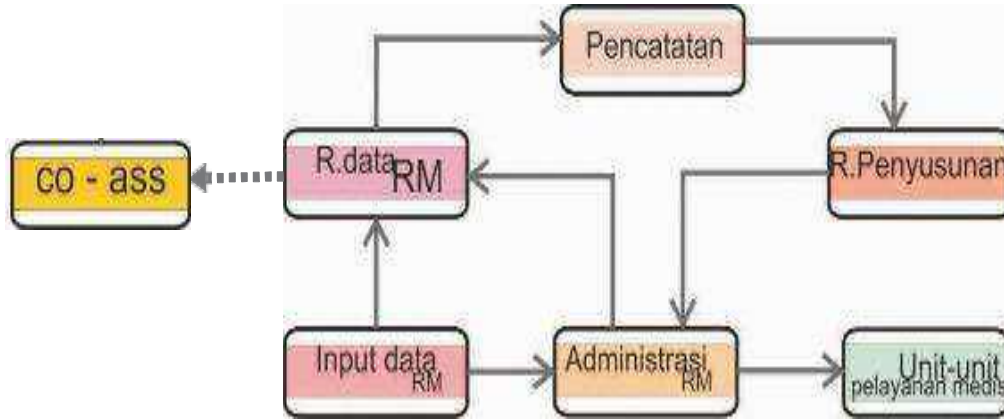 Pencatatan
co - ass
R.data
RM
R.Penyusunan
Input data
RM
Administrasi
RM
Unit-unit
pelayanan medis